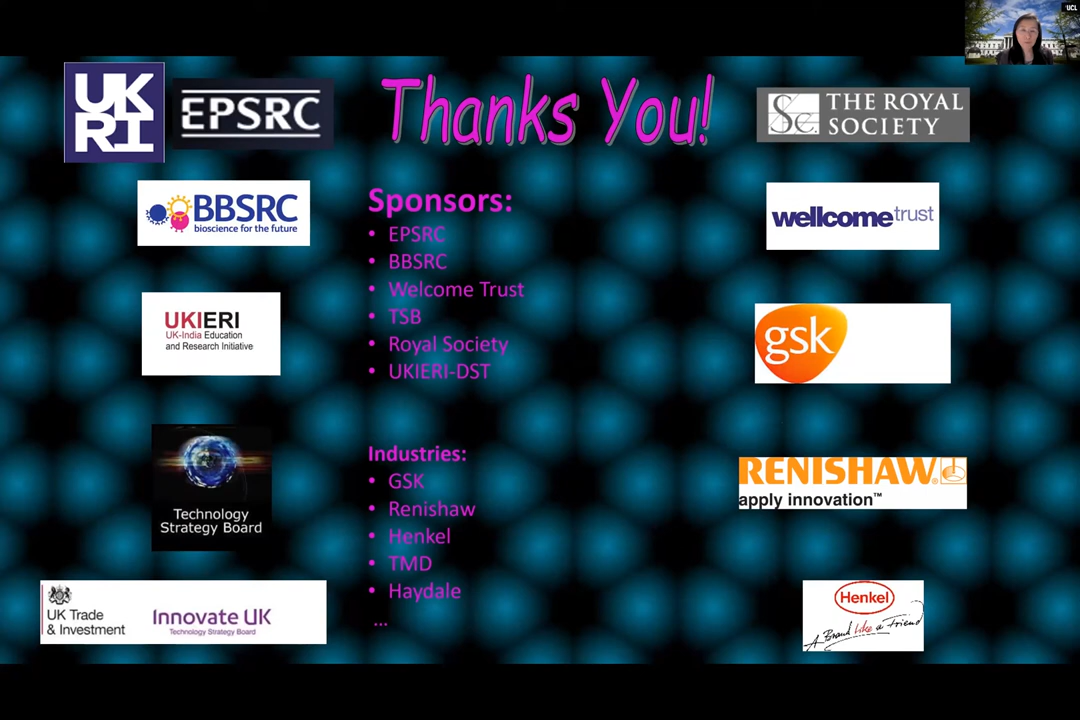 UCL
UK
RI
EPSRC
Thanks You!
THE ROYAL
SOCIETY
BBSRC
bioscience for the future
wellcometrust
UKIERI
UK-India Education
and Research Initiative
gsk
Technology
Strategy Board
RENISHAW
apply innovation™
UK Trade
& Investment
Innovate UK
Technology Strategy Board
Henkel
A Brand Like a Friend
Sponsors:
• EPSRC
• BBSRC
• Welcome Trust
• TSB
• Royal Society
• UKIERI-DST
Industries:
• GSK
• Renishaw
• Henkel
• TMD
• Haydale
...